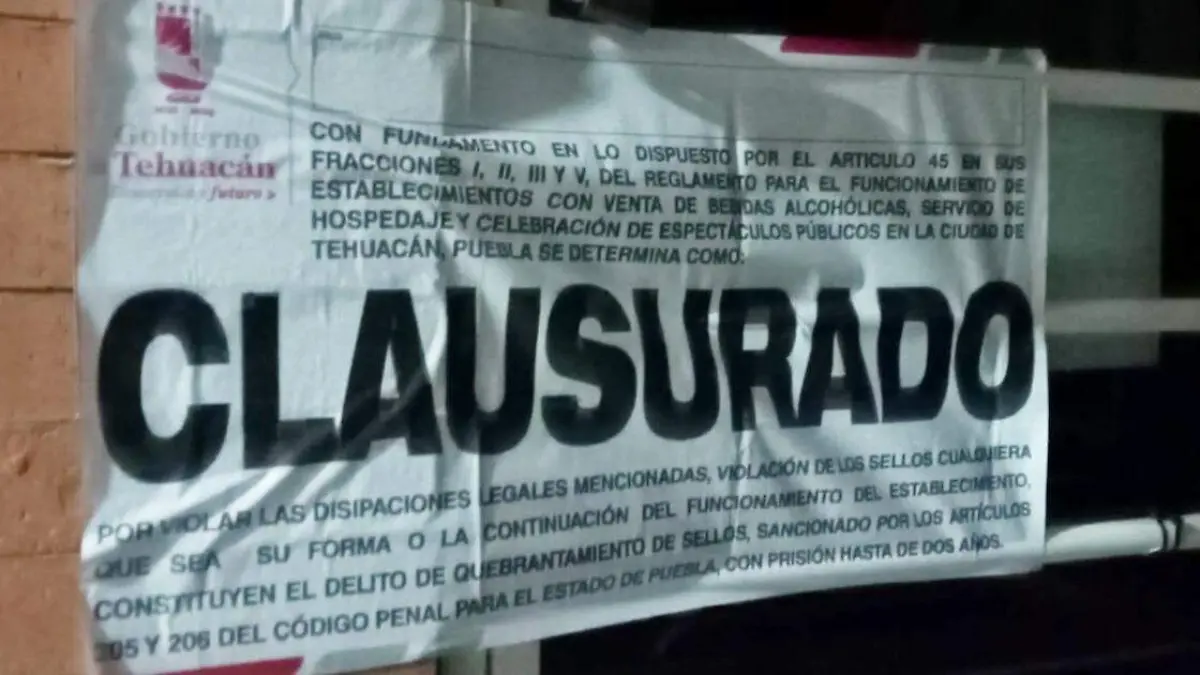 Gobierno
Tehuacán
futuro >
CON FUNDAMENTO EN LO DISPUESTO POR EL ARTICULO 45 EN SUS
FRACCIONES I, II, III Y V, DEL REGLAMENTO PARA EL FUNCIONAMIENTO DE
ESTABLECIMIENTOS CON VENTA DE BEBIDAS ALCOHÓLICAS, SERVICIO DE
HOSPEDAJE Y CELEBRACIÓN DE ESPECTÁCULOS PÚBLICOS EN LA CIUDAD DE
TEHUACÁN, PUEBLA SE DETERMINA COMO:
CLAUSURADO
POR VIOLAR LAS DISIPACIONES LEGALES MENCIONADAS, VIOLACIÓN DE LOS SELLOS CUALQUIERA
QUE SEA SU FORMA O LA CONTINUACIÓN DEL FUNCIONAMIENTO DEL ESTABLECIMIENTO,
CONSTITUYEN EL DELITO DE QUEBRANTAMIENTO DE SELLOS, SANCIONADO POR LOS ARTÍCULOS
205 Y 206 DEL CÓDIGO PENAL PARA EL ESTADO DE PUEBLA, CON PRISIÓN HASTA DE DOS AÑOS.